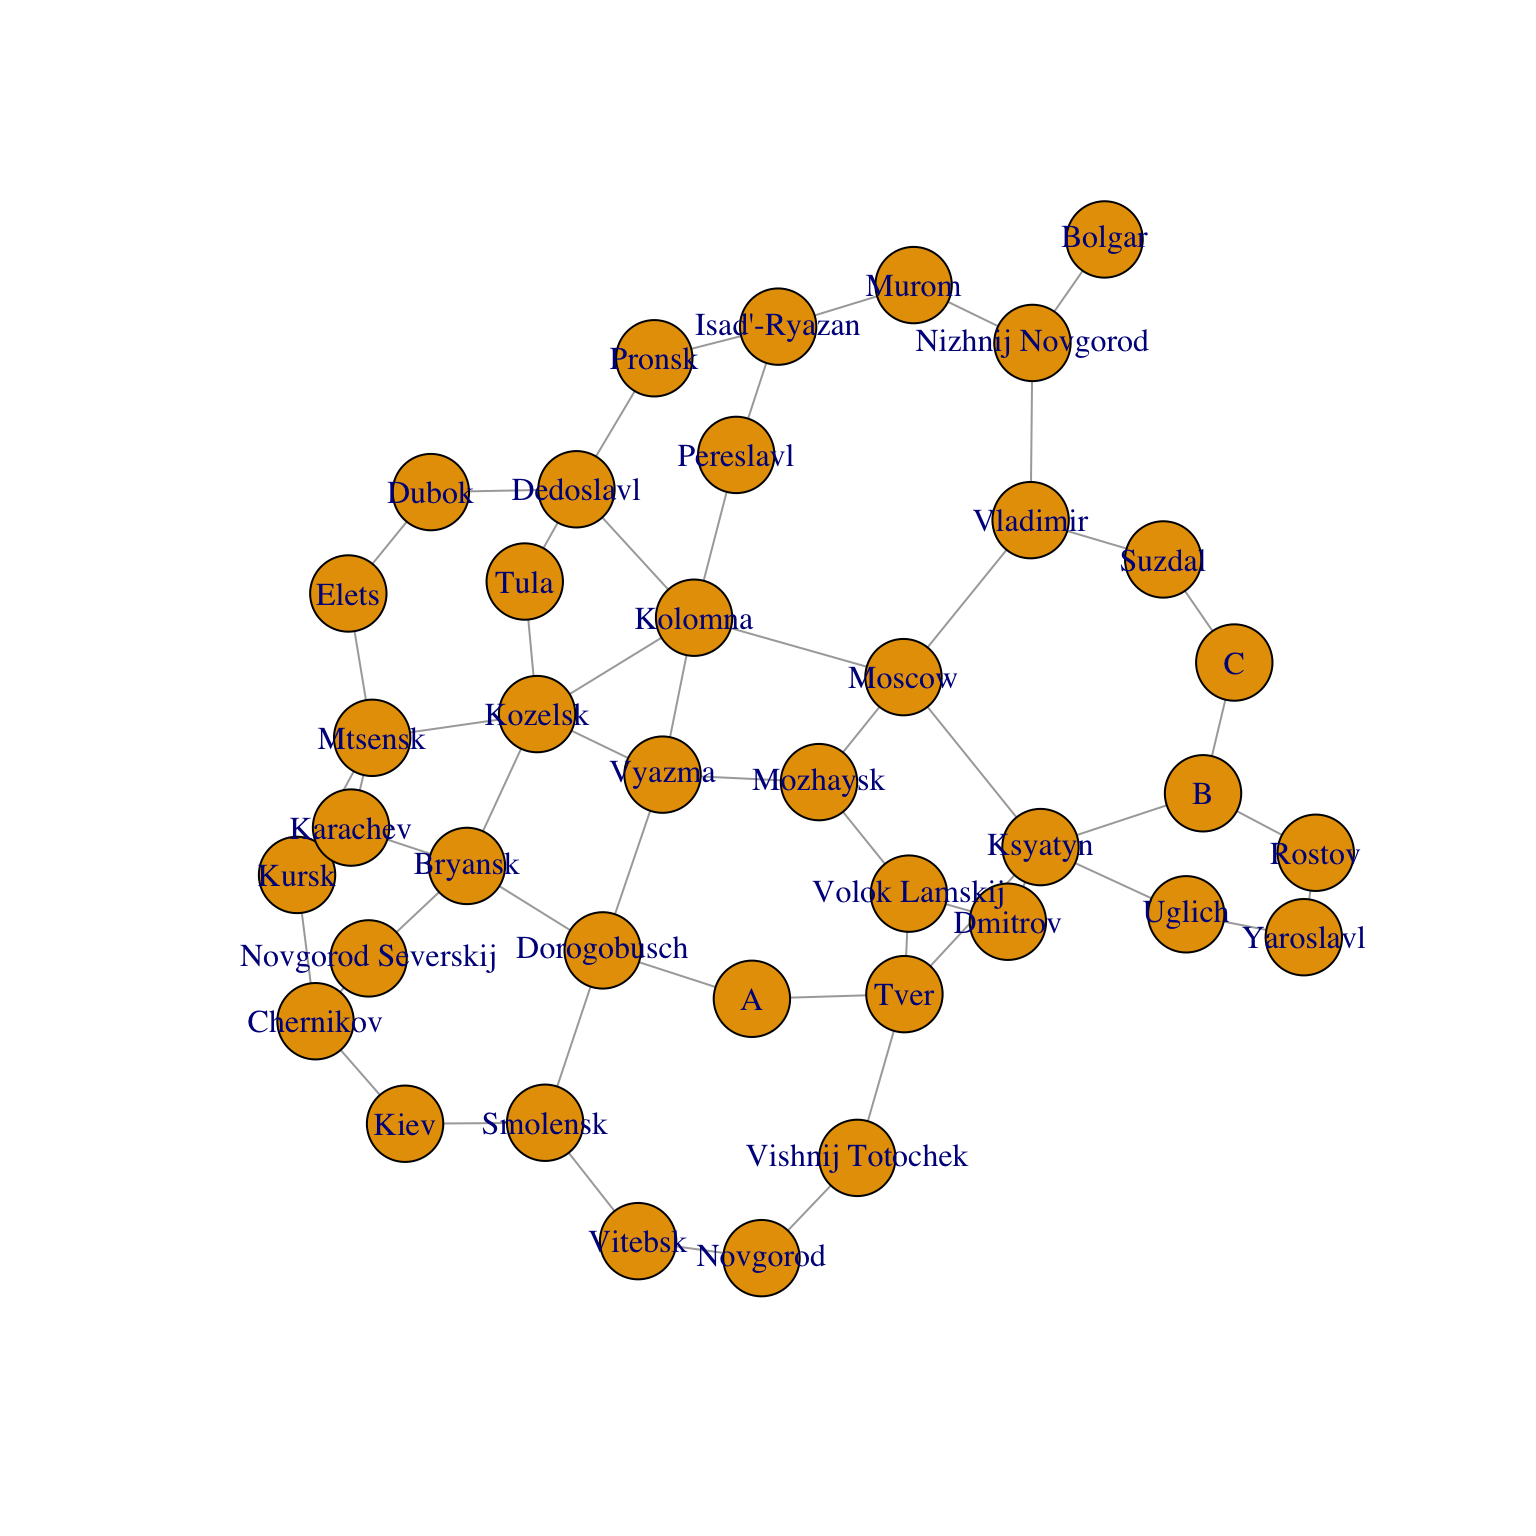 Bolgar
Murom
Isad'-Ryazan
Nizhnij Novgorod
Pronsk
Pereslavl
Dubok
Dedoslavl
Vladimir
Suzdal
Tula
Elets
Kolomna
C
Moscow
Kozelsk
Mtsensk
Vyazma
Mozhaysk
B
Karachev
Ksyatyn
Rostov
Bryansk
Kursk
Volok Lamskij
Uglich
Dmitrov
Yaroslavl
Dorogobusch
Novgorod Severskij
Tver
A
Chernikov
Kiev
Smolensk
Vishnij Totochek
Vitebsk
Novgorod